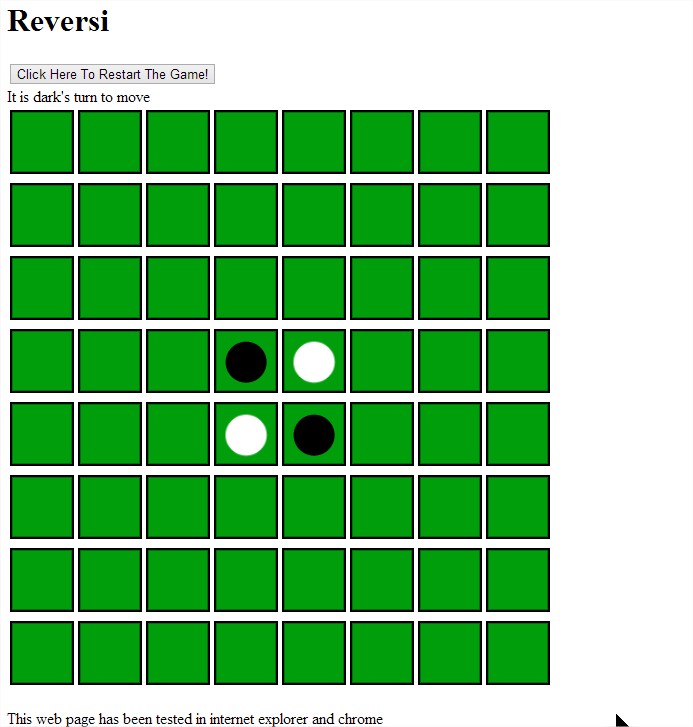 Reversi
Click Here To Restart The Game!
It is dark's turn to move
This web page has been tested in internet explorer and chrome